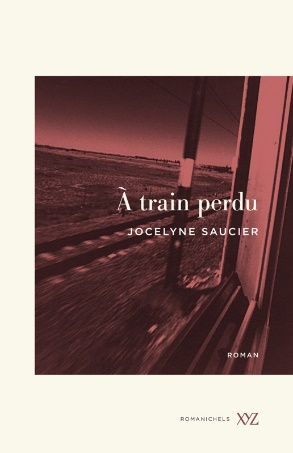 À train perdu
JOCELYNE SAUCIER
ROMAN
ROMANICHELS XYZ